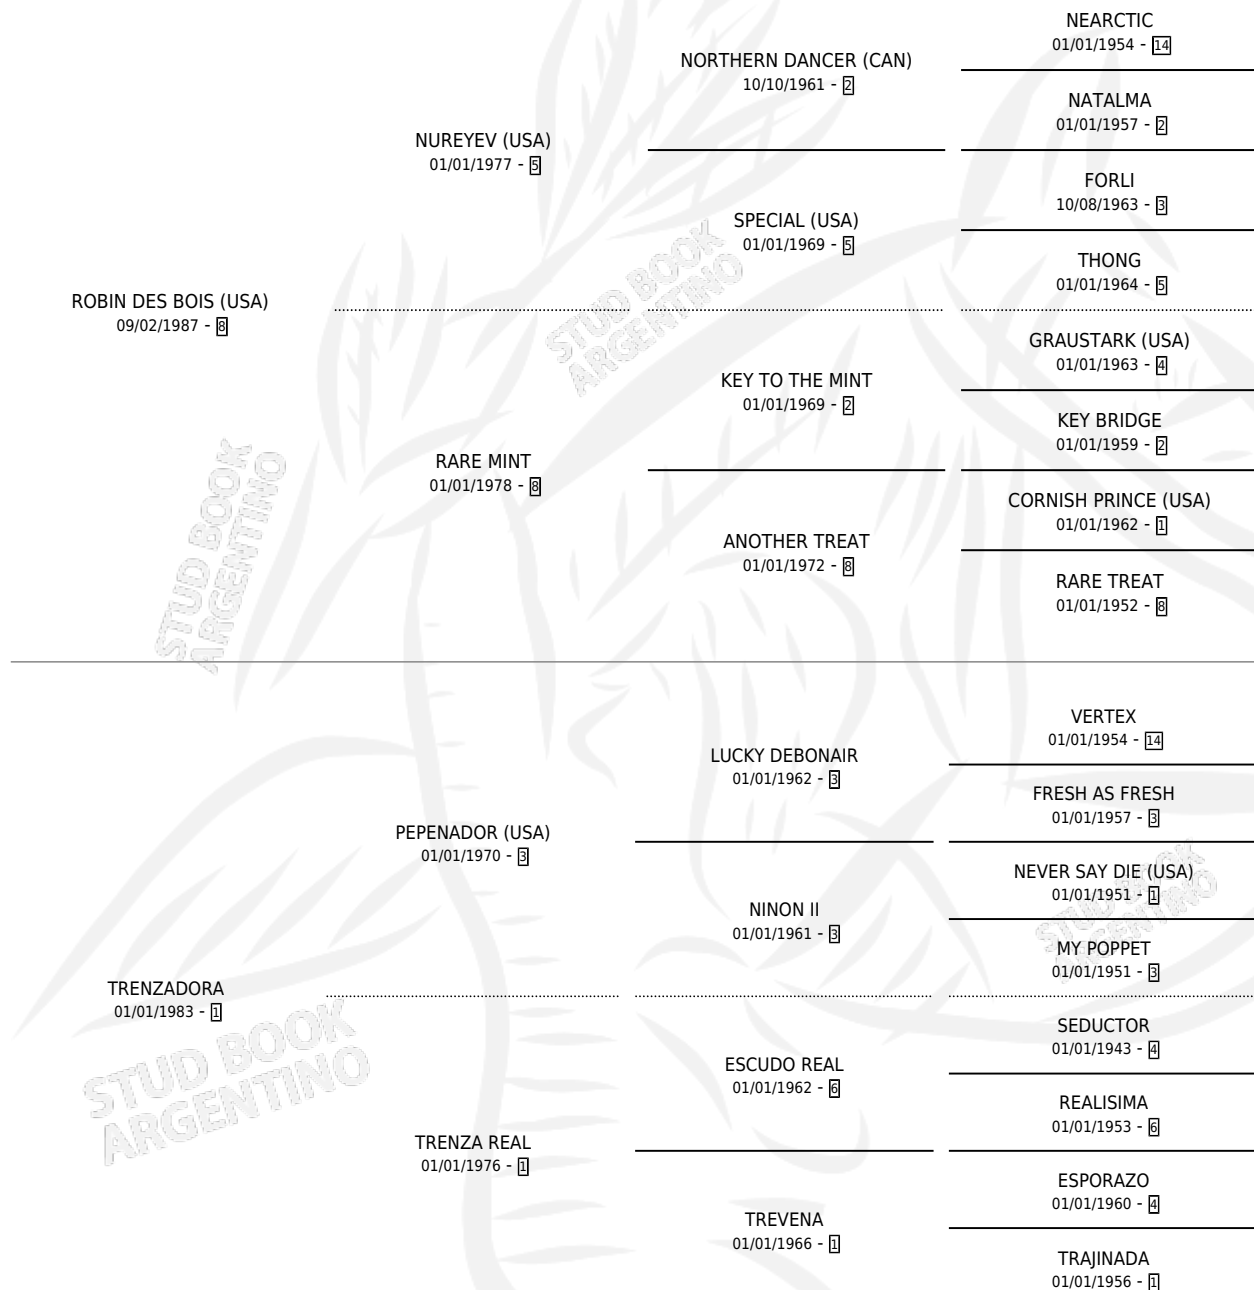 NEARCTIC
01/01/1954 - 14
NORTHERN DANCER (CAN)
10/10/1961 - 2
NATALMA
01/01/1957 - 2
NUREYEV (USA)
01/01/1977 - 5
FORLI
10/08/1963 - 3
SPECIAL (USA)
01/01/1969 - 5
THONG
01/01/1964 - 5
ROBIN DES BOIS (USA)
09/02/1987 - 8
GRAUSTARK (USA)
01/01/1963 - 4
KEY TO THE MINT
01/01/1969 - 2
KEY BRIDGE
01/01/1959 - 2
RARE MINT
01/01/1978 - 8
CORNISH PRINCE (USA)
01/01/1962 - 1
ANOTHER TREAT
01/01/1972 - 8
RARE TREAT
01/01/1952 - 8
VERTEX
01/01/1954 - 14
LUCKY DEBONAIR
01/01/1962 - 3
FRESH AS FRESH
01/01/1957 - 3
PEPENADOR (USA)
01/01/1970 - 3
NEVER SAY DIE (USA)
01/01/1951 - 1
NINON II
01/01/1961 - 3
MY POPPET
01/01/1951 - 3
TRENZADORA
01/01/1983 - 1
SEDUCTOR
01/01/1943 - 4
ESCUDO REAL
01/01/1962 - 6
REALISIMA
01/01/1953 - 6
TRENZA REAL
01/01/1976 - 1
ESPORAZO
01/01/1960 - 4
TREVENA
01/01/1966 - 1
TRAJINADA
01/01/1956 - 1
STUD BOOK
ARGENTINO
STUD BOOK
ARGENTINO
STUD BOOK
ARGENTINO
STUD BOOK
ARGENTINO